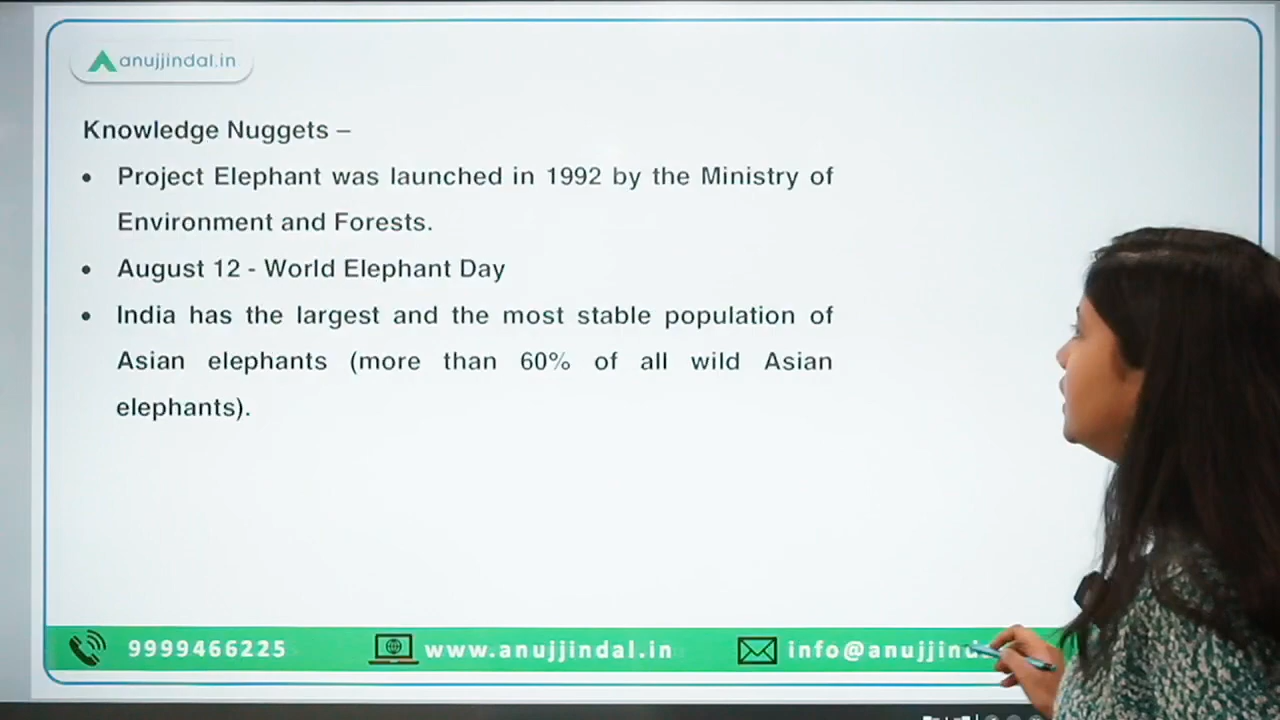 anujjindal.in
Knowledge Nuggets –
• Project Elephant was launched in 1992 by the Ministry of
Environment and Forests.
• August 12 - World Elephant Day
• India has the largest and the most stable population of
Asian elephants (more than 60% of all wild Asian
elephants).
9999466225 www.anujjindal.in info@anujjind